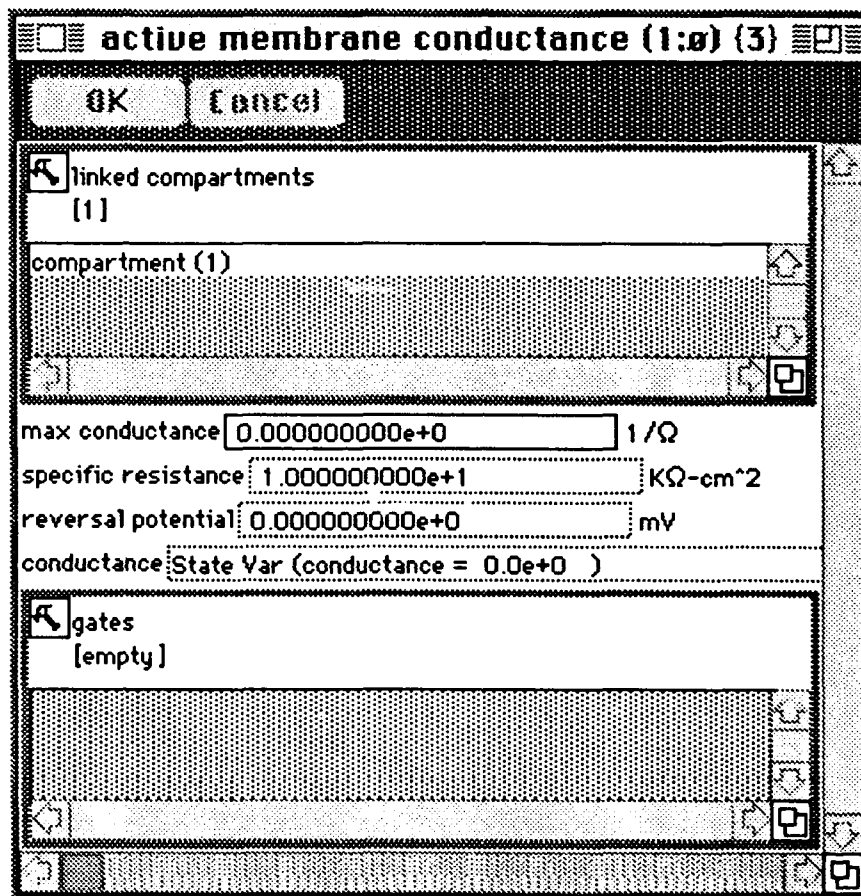 active membrane conductance (1:ø) {3}
OK Cancel
linked compartments
[1]
compartment (1)
max conductance 0.000000000e+0 1/Ω
specific resistance 1.000000000e+1 KΩ-cm^2
reversal potential 0.000000000e+0 mV
conductance State Var (conductance = 0.0e+0 )
gates
[empty]